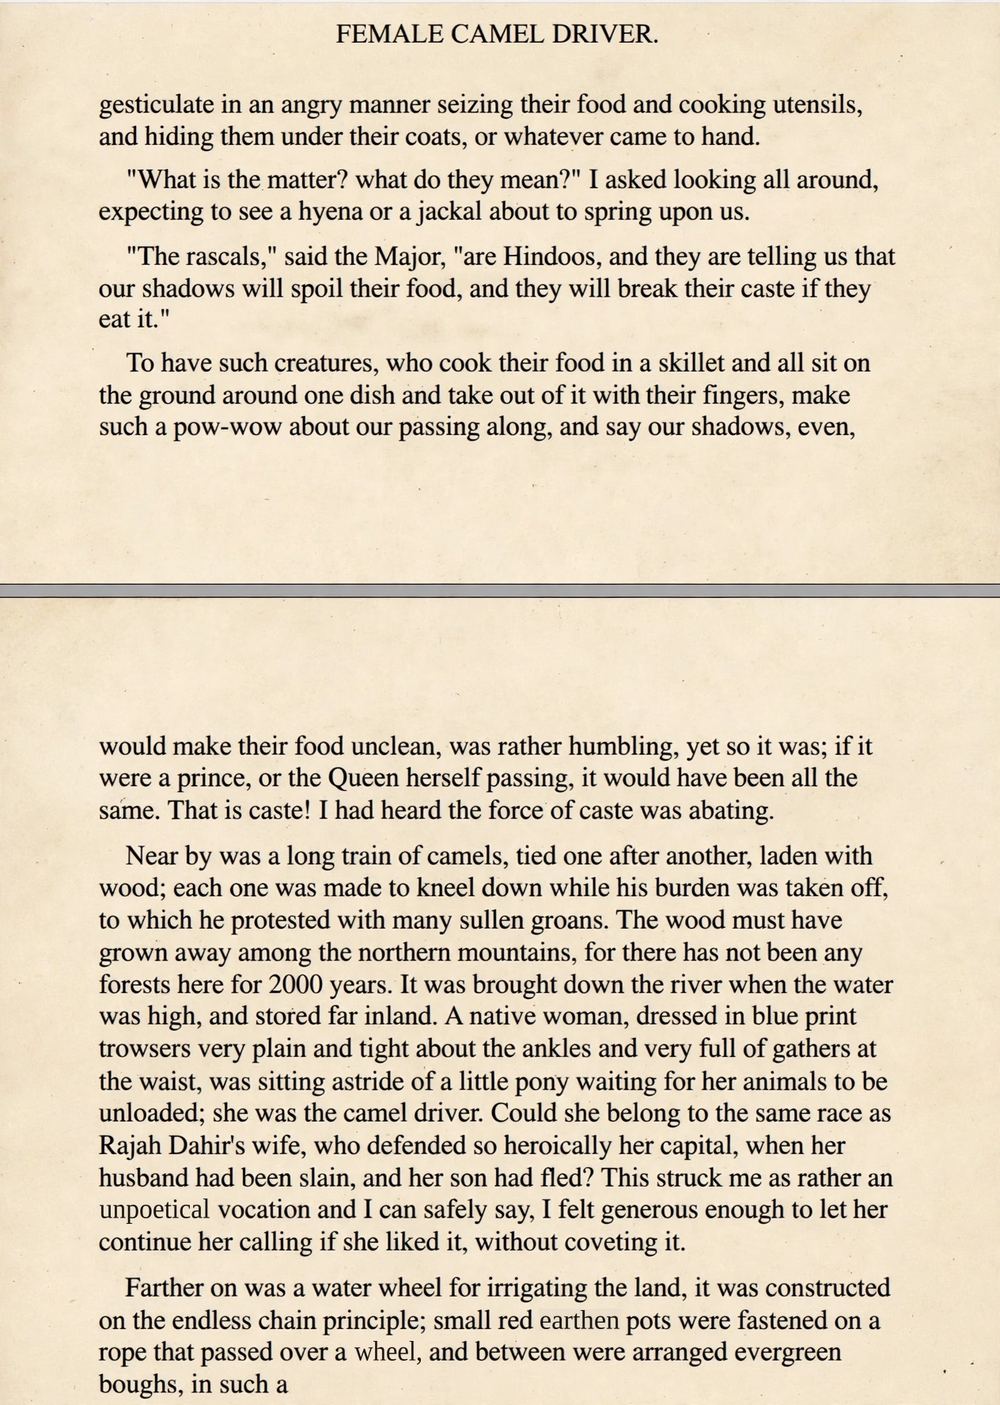 FEMALE CAMEL DRIVER.
gesticulate in an angry manner seizing their food and cooking utensils,
and hiding them under their coats, or whatever came to hand.
"What is the matter? what do they mean?" I asked looking all around,
expecting to see a hyena or a jackal about to spring upon us.
"The rascals," said the Major, "are Hindoos, and they are telling us that
our shadows will spoil their food, and they will break their caste if they
eat it."
To have such creatures, who cook their food in a skillet and all sit on
the ground around one dish and take out of it with their fingers, make
such a pow-wow about our passing along, and say our shadows, even,
would make their food unclean, was rather humbling, yet so it was; if it
were a prince, or the Queen herself passing, it would have been all the
same. That is caste! I had heard the force of caste was abating.
Near by was a long train of camels, tied one after another, laden with
wood; each one was made to kneel down while his burden was taken off,
to which he protested with many sullen groans. The wood must have
grown away among the northern mountains, for there has not been any
forests here for 2000 years. It was brought down the river when the water
was high, and stored far inland. A native woman, dressed in blue print
trowsers very plain and tight about the ankles and very full of gathers at
the waist, was sitting astride of a little pony waiting for her animals to be
unloaded; she was the camel driver. Could she belong to the same race as
Rajah Dahir's wife, who defended so heroically her capital, when her
husband had been slain, and her son had fled? This struck me as rather an
unpoetical vocation and I can safely say, I felt generous enough to let her
continue her calling if she liked it, without coveting it.
Farther on was a water wheel for irrigating the land, it was constructed
on the endless chain principle; small red earthen pots were fastened on a
rope that passed over a wheel, and between were arranged evergreen
boughs, in such a